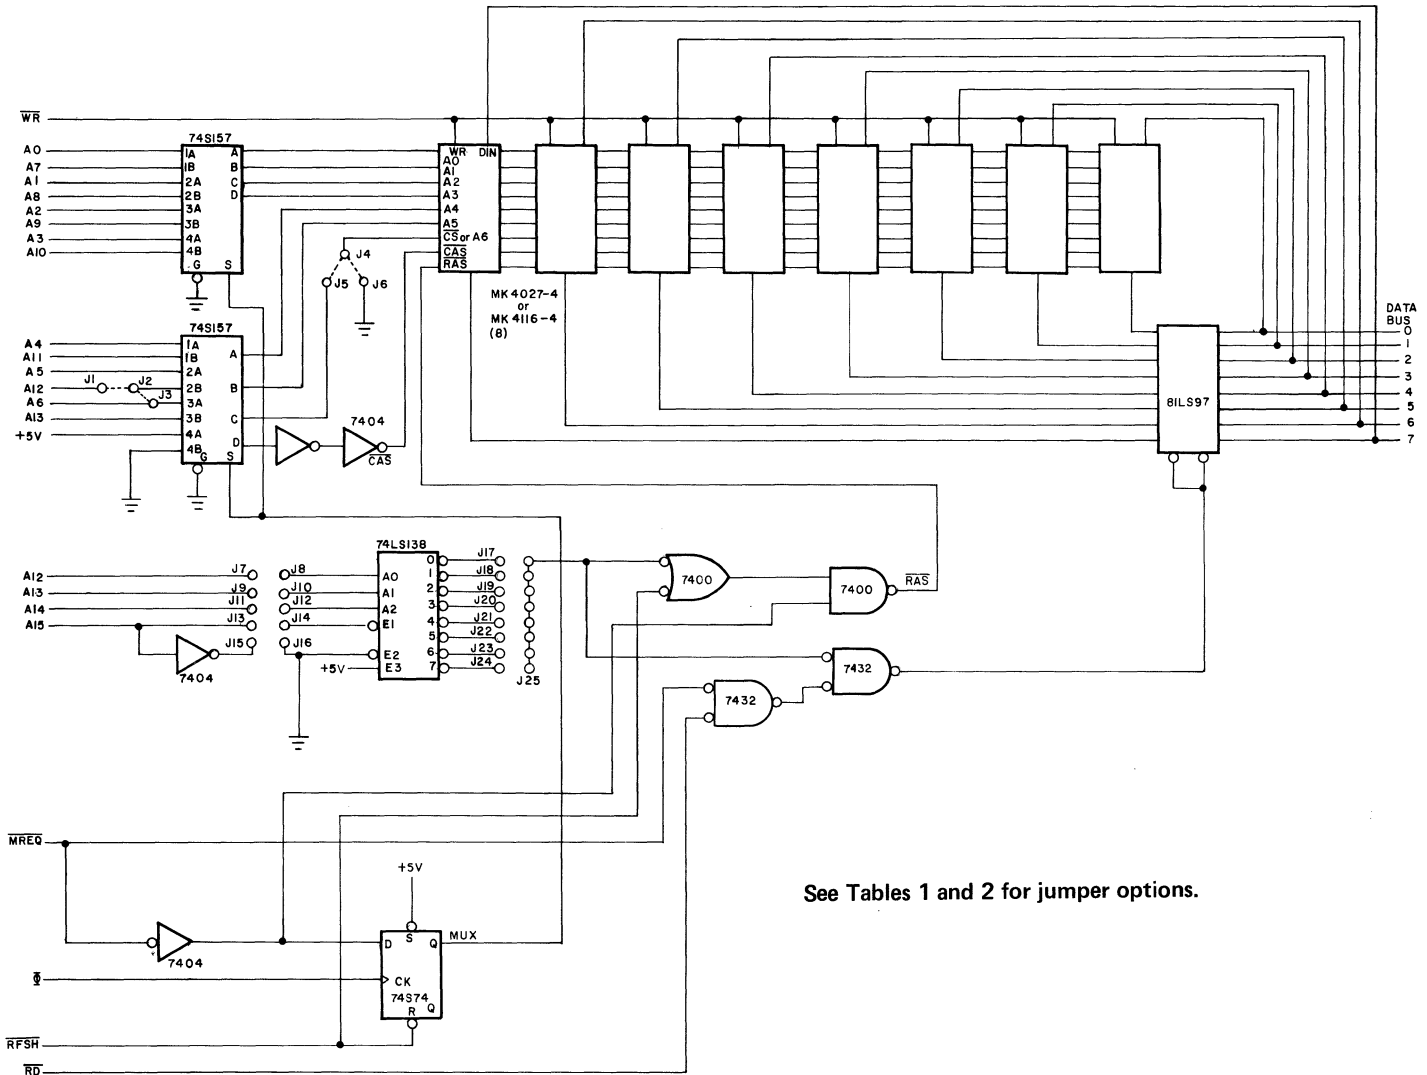 WR
A0
A7
A1
A8
A2
A9
A3
A10
74S157
1A
1B
2A
2B
3A
3B
4A
4B
A
B
C
D
G
S
WR
DIN
A0
A1
A2
A3
A4
A5
CS or A6
CAS
RAS
J4
J5
J6
MK4027-4
or
MK4116-4
(8)
DATA
BUS
0
1
2
3
4
5
6
7
81LS97
A4
A11
A5
A12
A6
A13
+5V
J1
J2
J3
74S157
1A
1B
2A
2B
3A
3B
4A
4B
A
B
C
D
G
S
7404
CAS
A12
A13
A14
A15
J7
J9
J11
J13
J15
J8
J10
J12
J14
J16
7404
74LS138
A0
A1
A2
E1
E2
E3
+5V
0
1
2
3
4
5
6
7
J17
J18
J19
J20
J21
J22
J23
J24
J25
7400
7400
RAS
7432
7432
MREQ
7404
+5V
S
D
Q
MUX
CK
74S74
Q
R
Φ
RFSH
RD
See Tables 1 and 2 for jumper options.